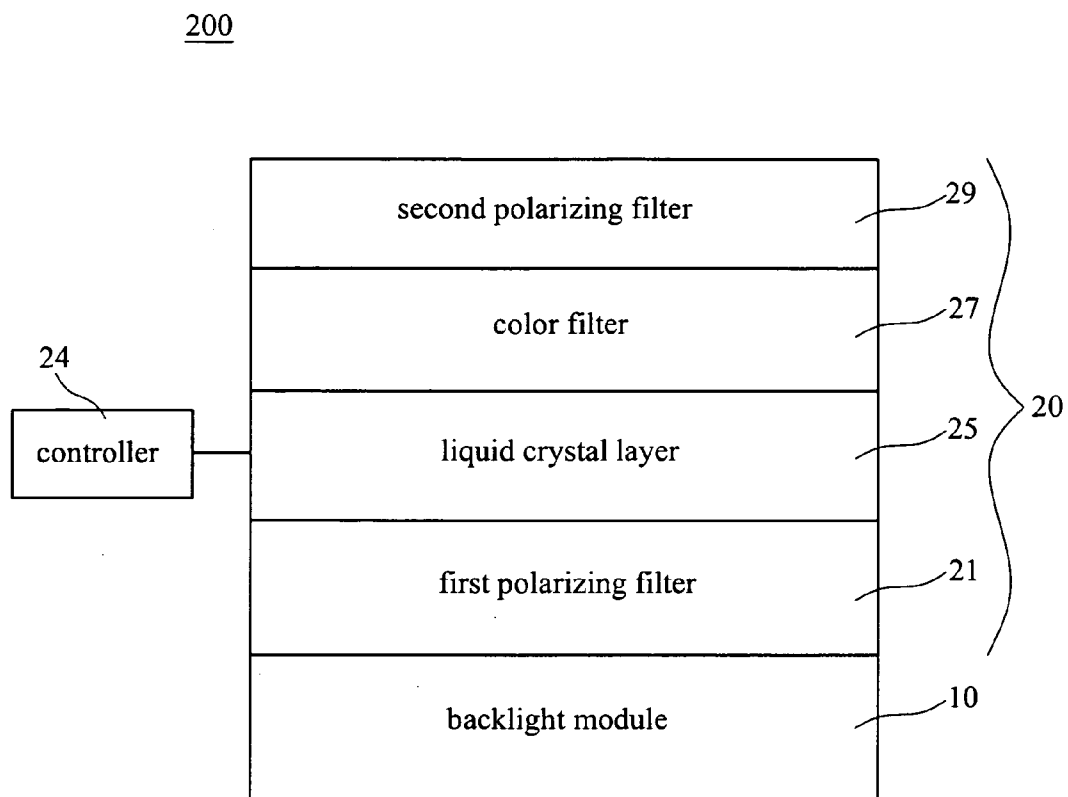 200
second polarizing filter
29
color filter
27
24
controller
liquid crystal layer
25
20
first polarizing filter
21
backlight module
10